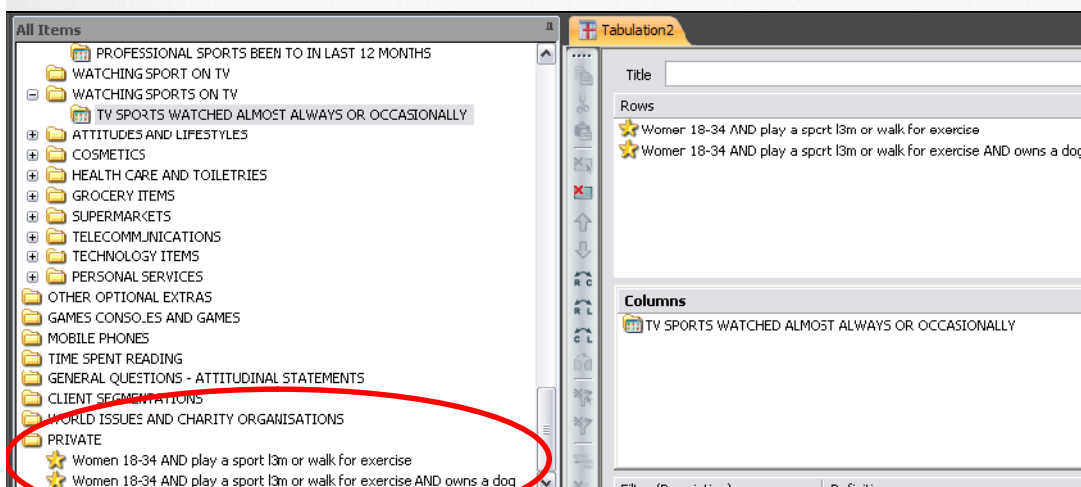 All Items
PROFESSIONAL SPORTS BEEN TO IN LAST 12 MONTHS
WATCHING SPORT ON TV
WATCHING SPORTS ON TV
TV SPORTS WATCHED ALMOST ALWAYS OR OCCASIONALLY
ATTITUDES AND LIFESTYLES
COSMETICS
HEALTH CARE AND TOILETRIES
GROCERY ITEMS
SUPERMARKETS
TELECOMMUNICATIONS
TECHNOLOGY ITEMS
PERSONAL SERVICES
OTHER OPTIONAL EXTRAS
GAMES CONSOLES AND GAMES
MOBILE PHONES
TIME SPENT READING
GENERAL QUESTIONS - ATTITUDINAL STATEMENTS
CLIENT SEGMENTATIONS
WORLD ISSUES AND CHARITY ORGANISATIONS
PRIVATE
Women 18-34 AND play a sport l3m or walk for exercise
Women 18-34 AND play a sport l3m or walk for exercise AND owns a dog
Tabulation2
Title
Rows
Women 18-34 AND play a sport l3m or walk for exercise
Women 18-34 AND play a sport l3m or walk for exercise AND owns a dog
R C
R L
C L
Columns
TV SPORTS WATCHED ALMOST ALWAYS OR OCCASIONALLY